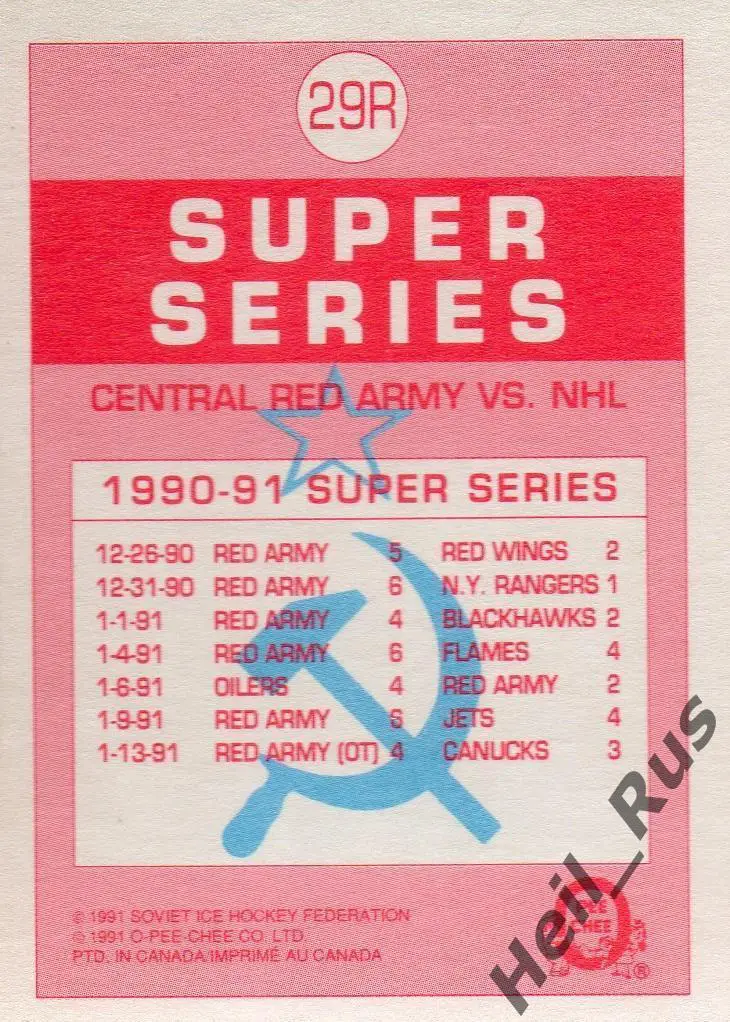 29R
SUPER
SERIES
CENTRAL RED ARMY VS. NHL
1990-91 SUPER SERIES
12-26-90 RED ARMY 5 RED WINGS 2
12-31-90 RED ARMY 6 N.Y. RANGERS 1
1-1-91 RED ARMY 4 BLACKHAWKS 2
1-4-91 RED ARMY 6 FLAMES 4
1-6-91 OILERS 4 RED ARMY 2
1-9-91 RED ARMY 6 JETS 4
1-13-91 RED ARMY (OT) 4 CANUCKS 3
© 1991 SOVIET ICE HOCKEY FEDERATION
© 1991 O-PEE-CHEE CO. LTD.
PTD. IN CANADA/IMPRIMÉ AU CANADA
O PEE
CHEE
®
Heil_Rus